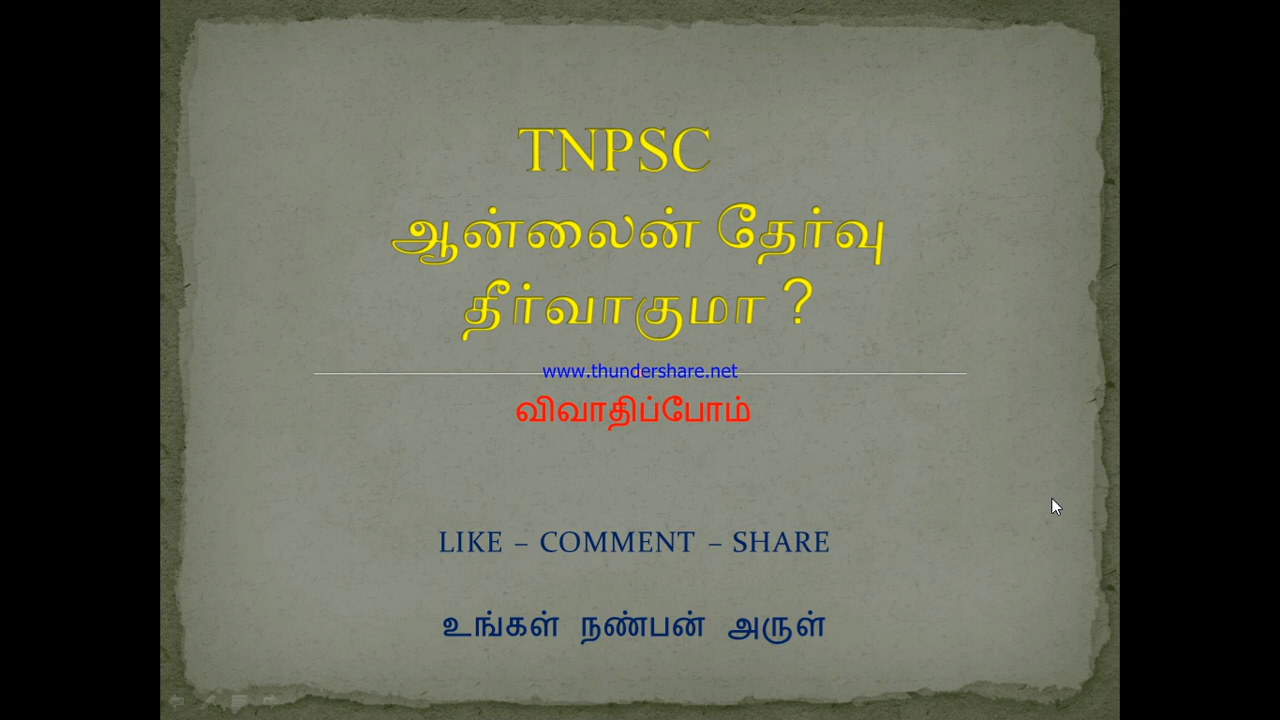 TNPSC
ஆன்லைன் தேர்வு
தீர்வாகுமா ?
www.thundershare.net
விவாதிப்போம்
LIKE – COMMENT – SHARE
உங்கள் நண்பன் அருள்